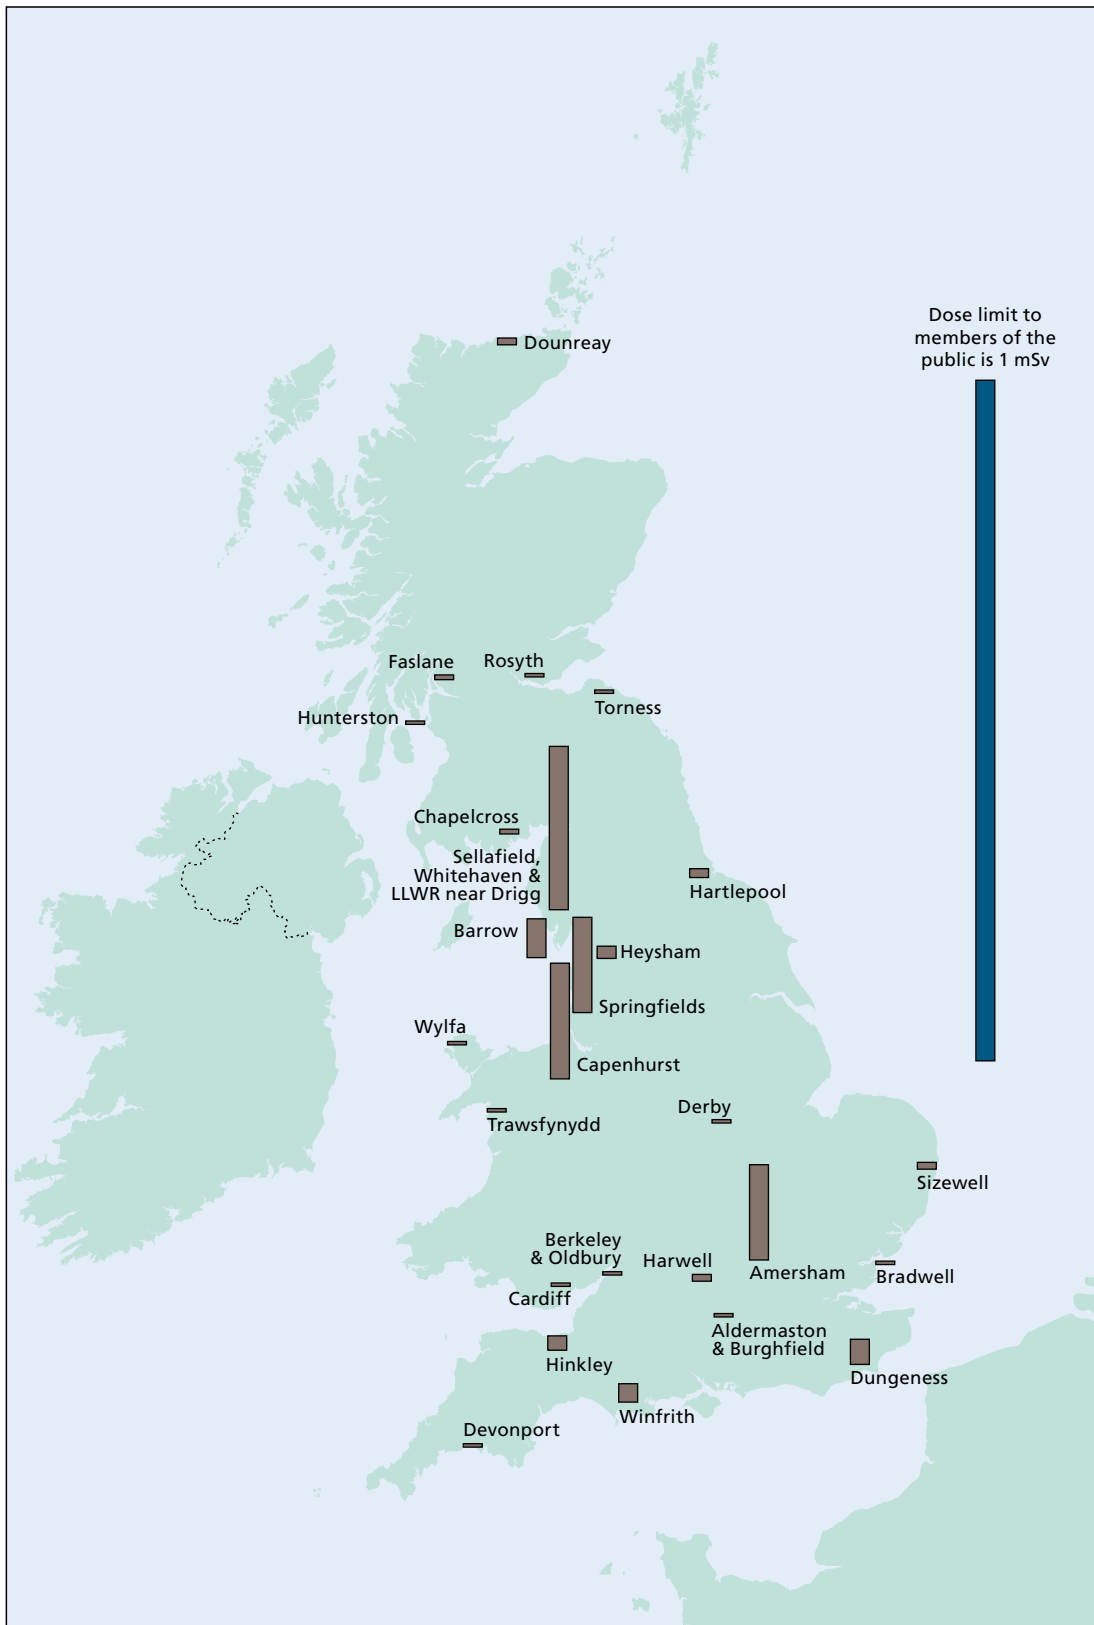 Dose limit to
members of the
public is 1 mSv
Dounreay
Faslane
Rosyth
Torness
Hunterston
Chapelcross
Sellafield,
Whitehaven &
LLWR near Drigg
Hartlepool
Barrow
Heysham
Springfields
Wylfa
Capenhurst
Trawsfynydd
Derby
Sizewell
Berkeley
& Oldbury
Harwell
Amersham
Bradwell
Cardiff
Aldermaston
& Burghfield
Hinkley
Dungeness
Winfrith
Devonport